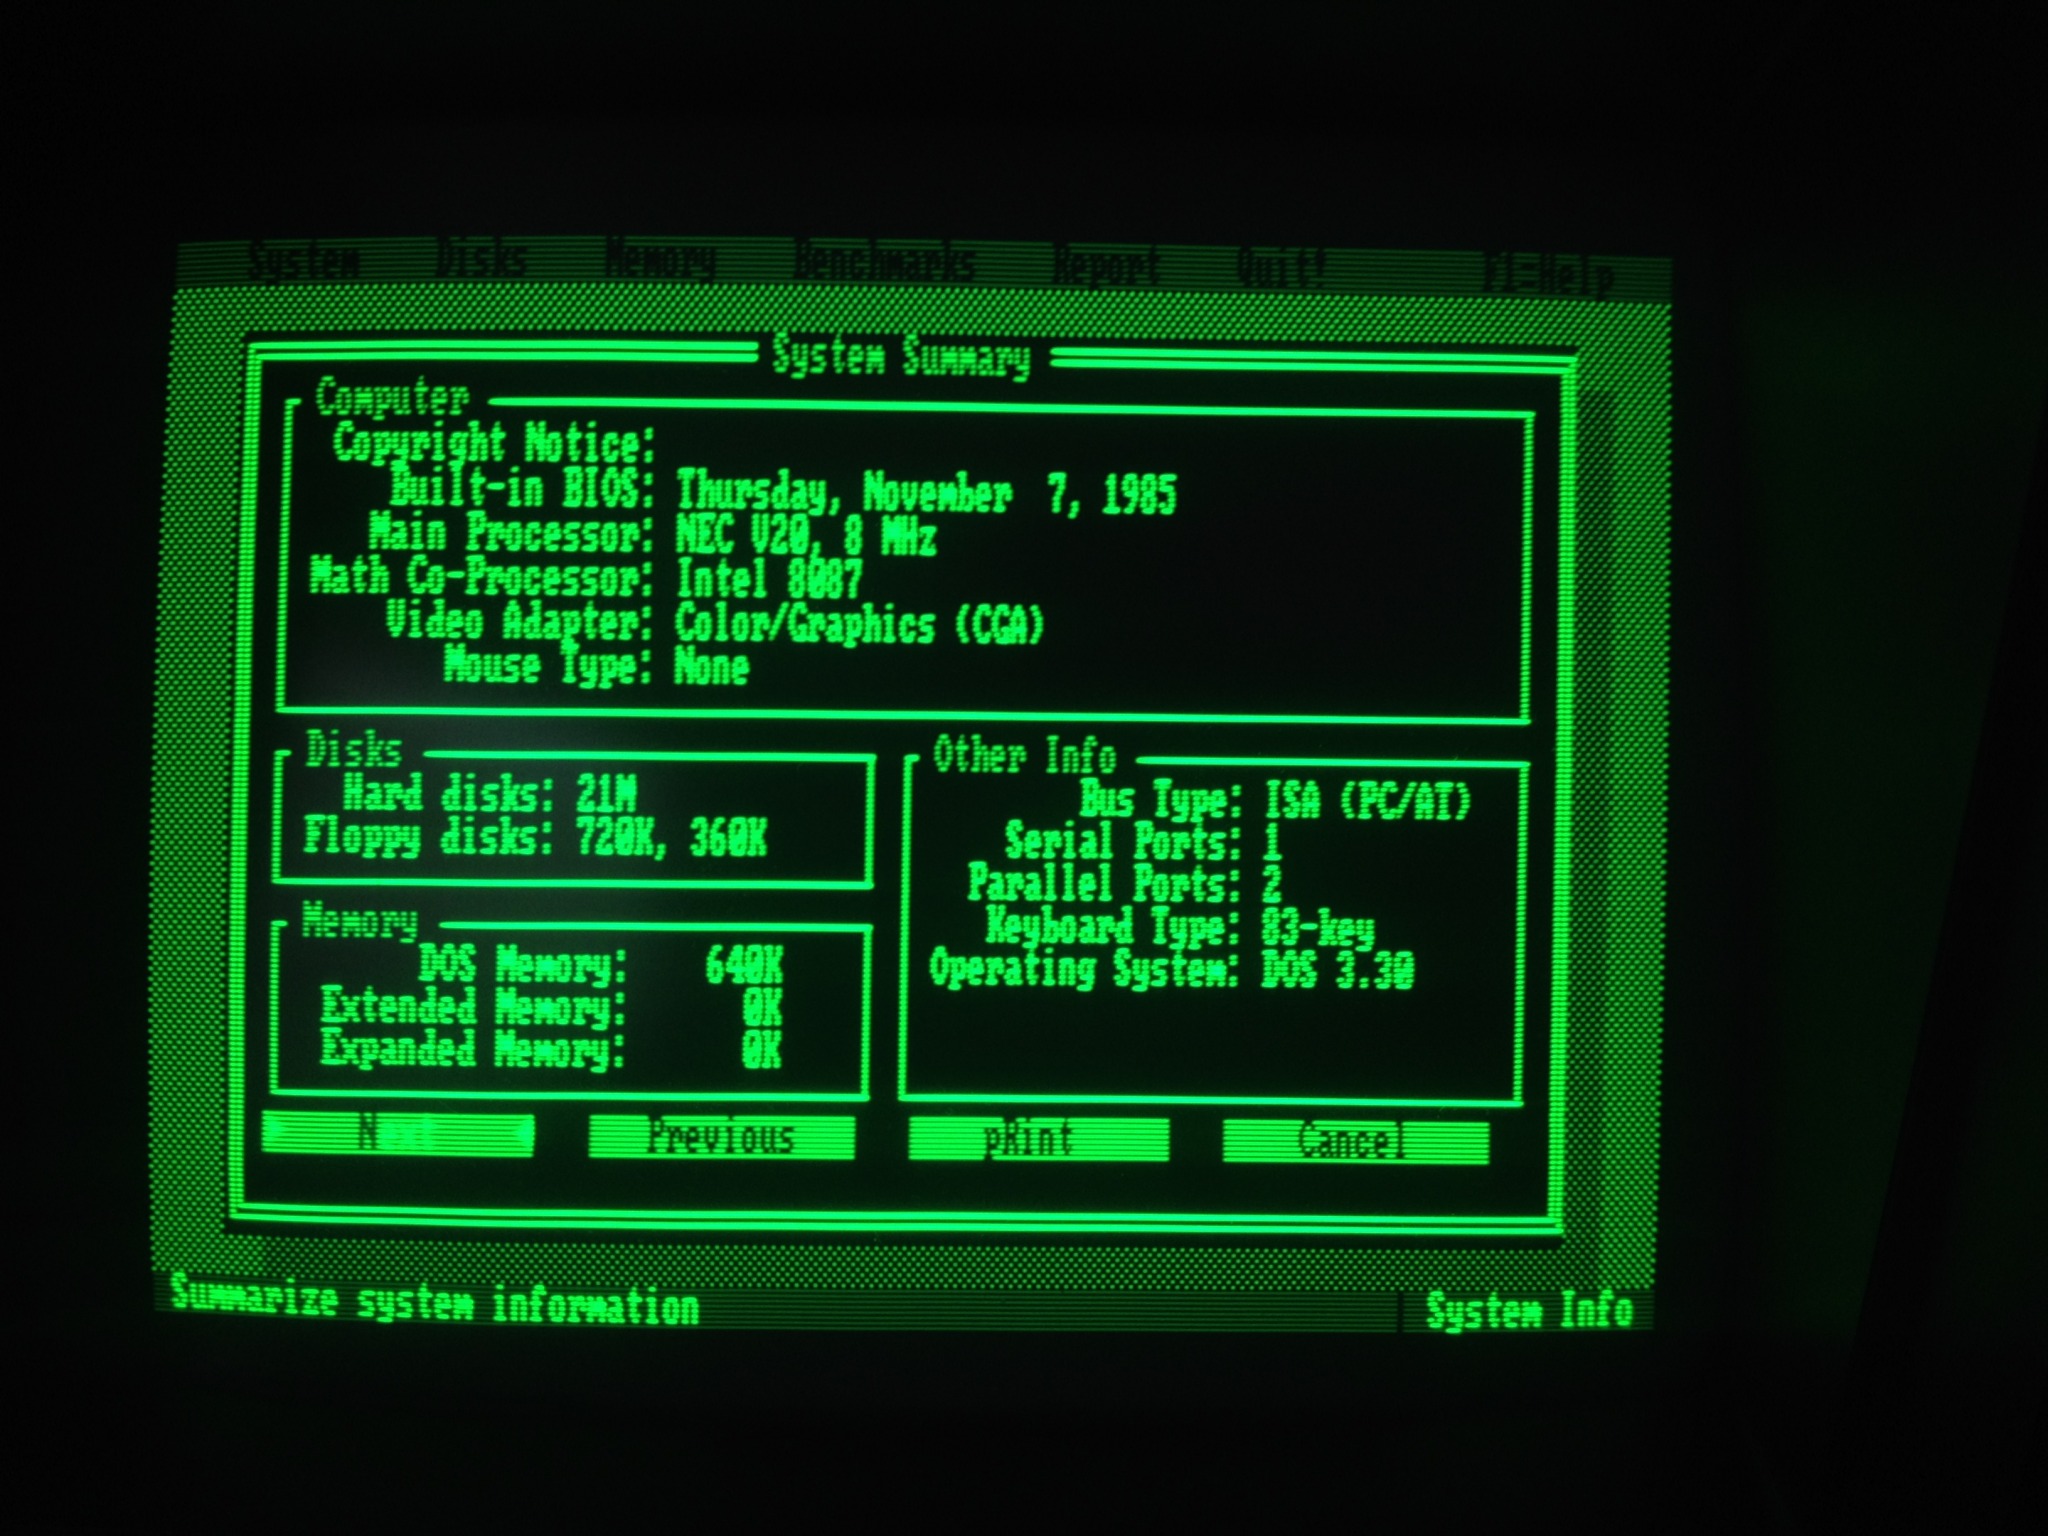 System Disks Memory Benchmarks Report Quit! F1=Help
System Summary
Computer
Copyright Notice:
Built-in BIOS: Thursday, November 7, 1985
Main Processor: NEC V20, 8 MHz
Math Co-Processor: Intel 8087
Video Adapter: Color/Graphics (CGA)
Mouse Type: None
Disks
Hard disks: 21M
Floppy disks: 720K, 360K
Memory
DOS Memory: 640K
Extended Memory: 0K
Expanded Memory: 0K
Other Info
Bus Type: ISA (PC/AT)
Serial Ports: 1
Parallel Ports: 2
Keyboard Type: 83-key
Operating System: DOS 3.30
Next Previous pRint Cancel
Summarize system information System Info